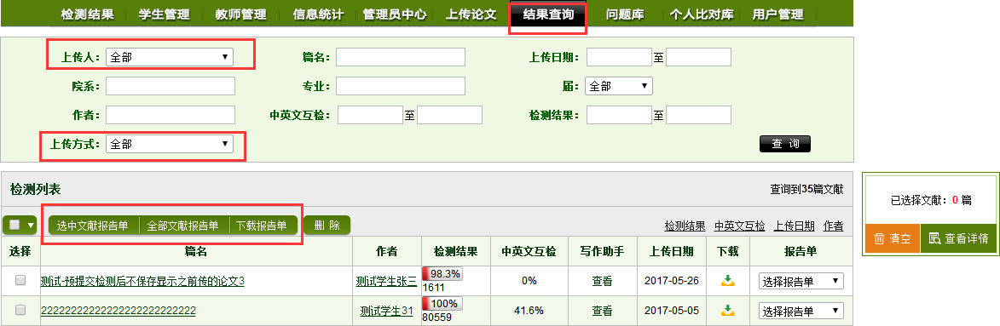 检测结果 学生管理 教师管理 信息统计 管理员中心 上传论文 结果查询 问题库 个人比对库 用户管理
上传人： 全部 篇名： 上传日期： 至
院系： 专业： 届： 全部
作者： 中英文互检： 至 检测结果： 至
上传方式： 全部 查 询
检测列表 查询到35篇文献
已选择文献：0 篇
选中文献报告单 全部文献报告单 下载报告单 删 除 检测结果 中英文互检 上传日期 作者
清空 查看详情
选择 篇名 作者 检测结果 中英文互检 写作助手 上传日期 下载 报告单
测试-预提交检测后不保存显示之前传的论文3 测试学生张三 98.3% 0% 查看 2017-05-26 选择报告单
1611
22222222222222222222222222 测试学生31 100% 41.6% 查看 2017-05-05 选择报告单
80559